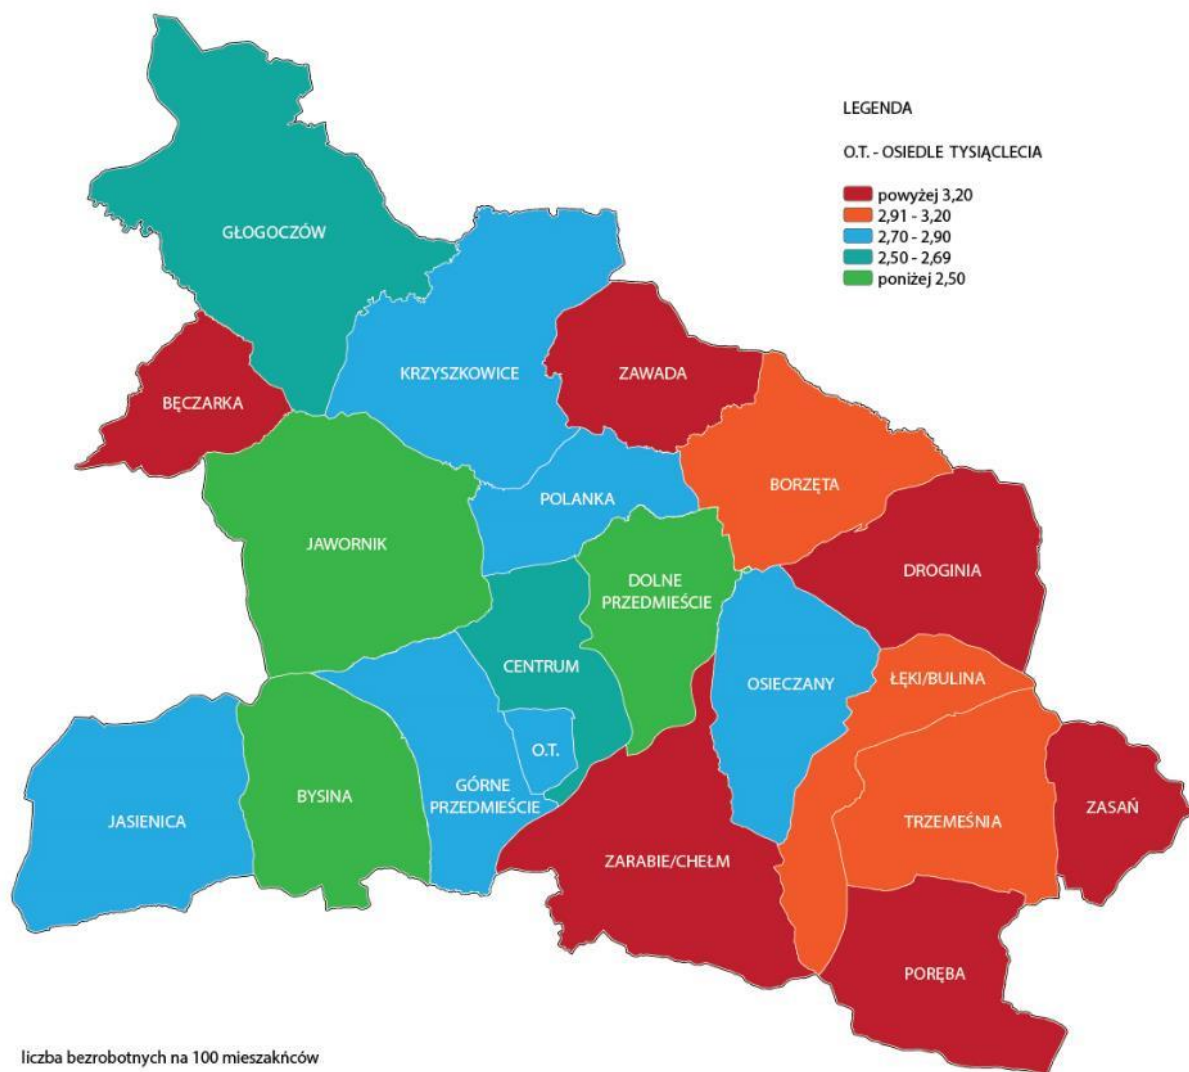 LEGENDA
O.T. - OSIEDLE TYSIĄCLECIA
powyżej 3,20
2,91 - 3,20
2,70 - 2,90
2,50 - 2,69
poniżej 2,50
GŁOGOCZÓW
KRZYSZKOWICE
ZAWADA
BĘCZARKA
BORZĘTA
POLANKA
JAWORNIK
DROGINIA
DOLNE
PRZEDMIEŚCIE
CENTRUM
OSIECZANY
ŁĘKI/BULINA
O.T.
GÓRNE
PRZEDMIEŚCIE
BYSINA
JASIENICA
ZARABIE/CHEŁM
TRZEMEŚNIA
ZASAŃ
PORĘBA
liczba bezrobotnych na 100 mieszakńców